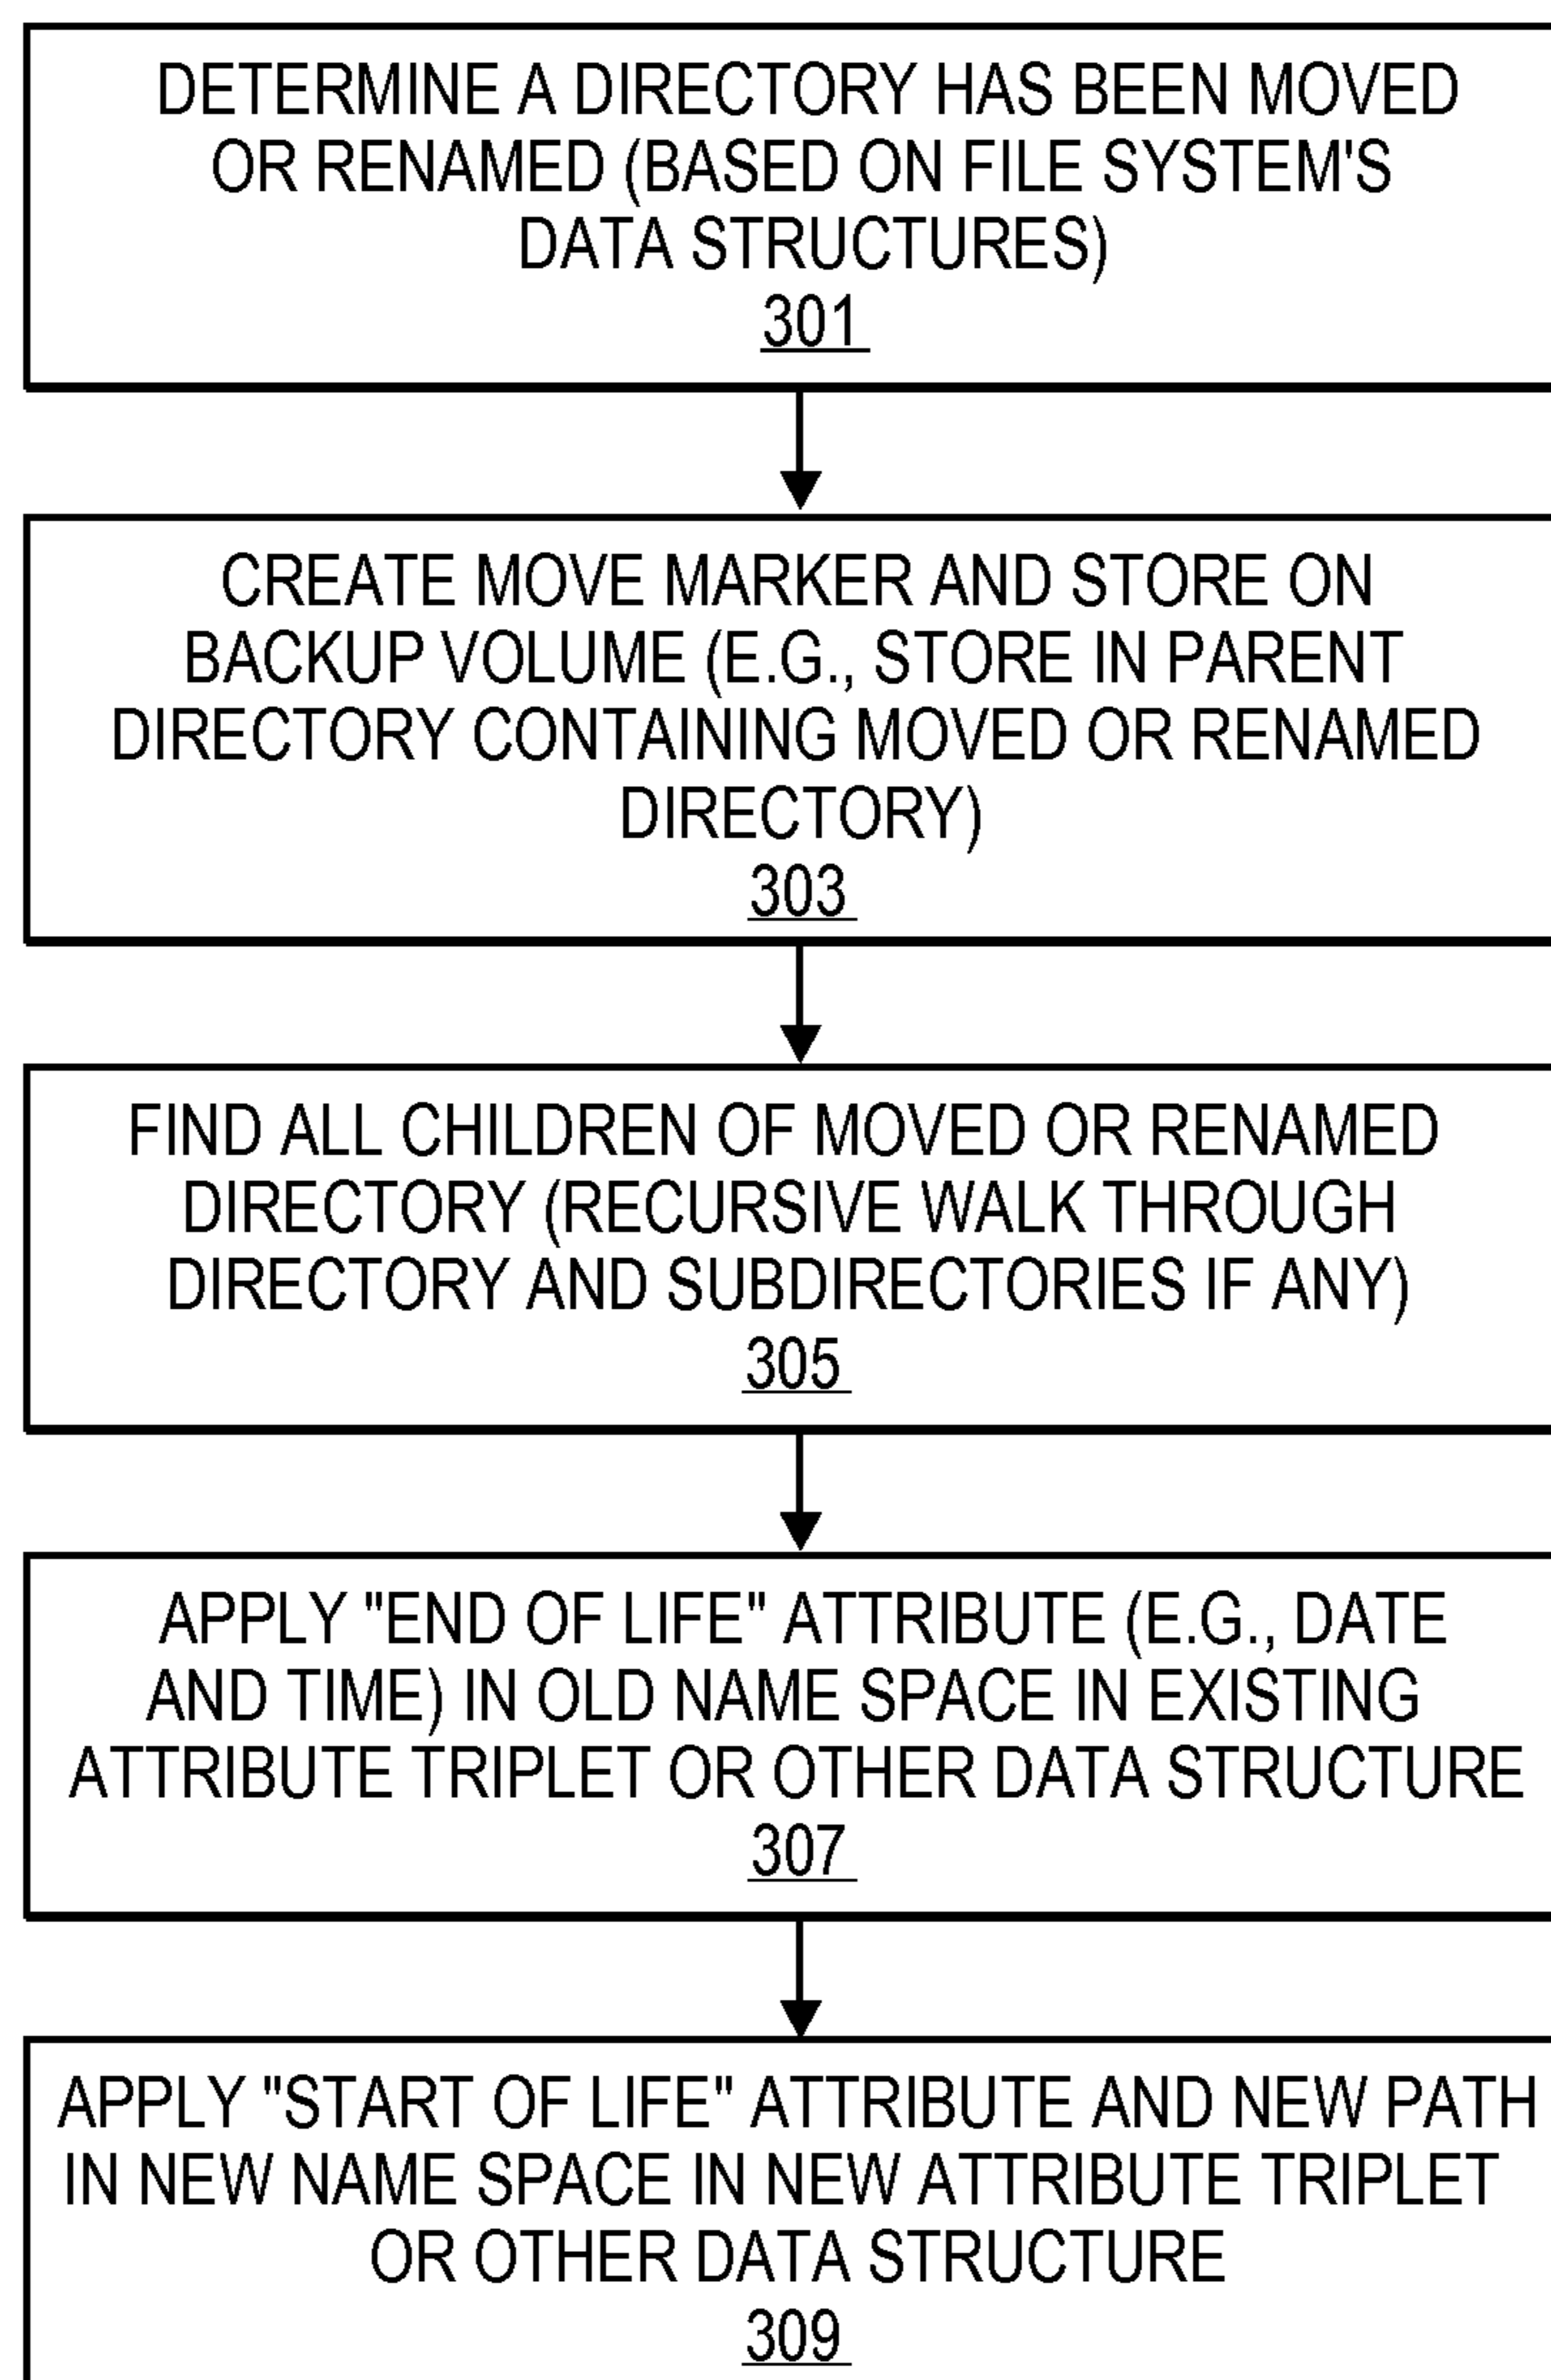 DETERMINE A DIRECTORY HAS BEEN MOVED
OR RENAMED (BASED ON FILE SYSTEM'S
DATA STRUCTURES)
301
CREATE MOVE MARKER AND STORE ON
BACKUP VOLUME (E.G., STORE IN PARENT
DIRECTORY CONTAINING MOVED OR RENAMED
DIRECTORY)
303
FIND ALL CHILDREN OF MOVED OR RENAMED
DIRECTORY (RECURSIVE WALK THROUGH
DIRECTORY AND SUBDIRECTORIES IF ANY)
305
APPLY "END OF LIFE" ATTRIBUTE (E.G., DATE
AND TIME) IN OLD NAME SPACE IN EXISTING
ATTRIBUTE TRIPLET OR OTHER DATA STRUCTURE
307
APPLY "START OF LIFE" ATTRIBUTE AND NEW PATH
IN NEW NAME SPACE IN NEW ATTRIBUTE TRIPLET
OR OTHER DATA STRUCTURE
309